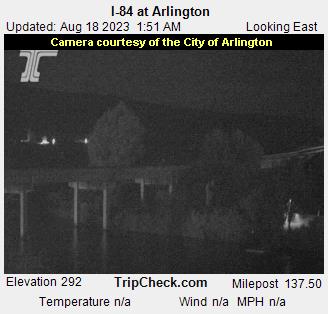 I-84 at Arlington
Updated: Aug 18 2023 1:51 AM Looking East
Camera courtesy of the City of Arlington
Elevation 292 TripCheck.com Milepost 137.50
Temperature n/a Wind n/a MPH n/a